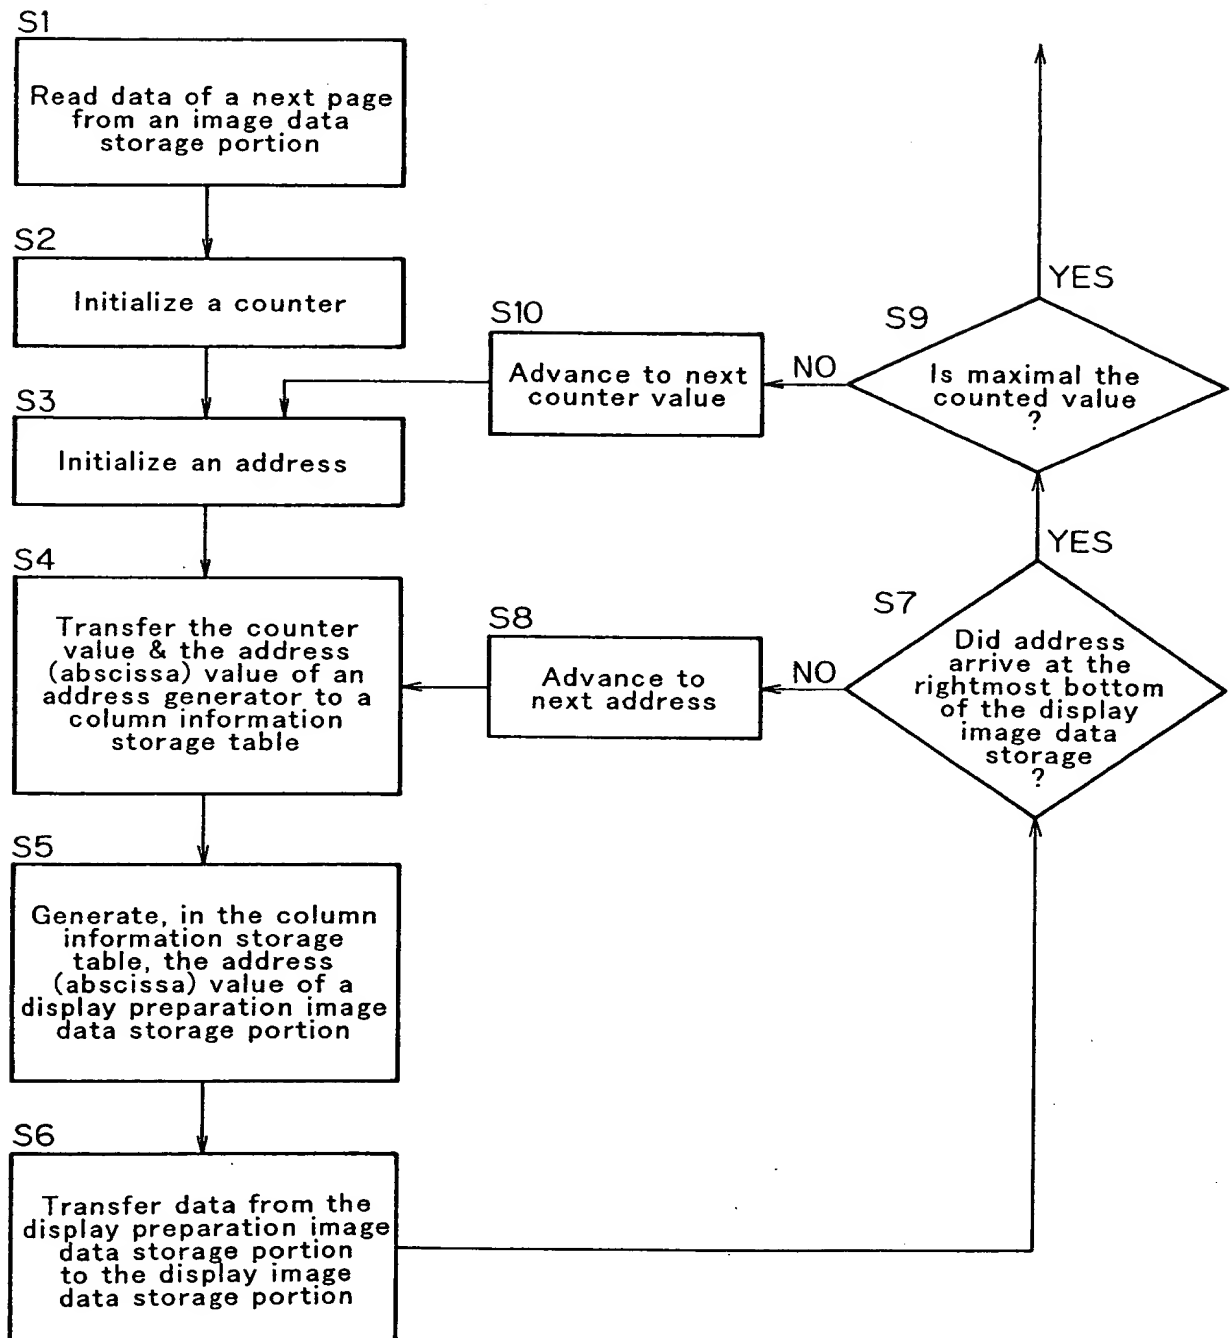 S1
Read data of a next page
from an image data
storage portion
S2
Initialize a counter
S3
Initialize an address
S4
Transfer the counter
value & the address
(abscissa) value of an
address generator to a
column information
storage table
S5
Generate, in the column
information storage
table, the address
(abscissa) value of a
display preparation image
data storage portion
S6
Transfer data from the
display preparation image
data storage portion
to the display image
data storage portion
S10
Advance to next
counter value
S8
Advance to
next address
YES
S9
NO
Is maximal the
counted value
?
YES
S7
NO
Did address
arrive at the
rightmost bottom
of the display
image data
storage
?